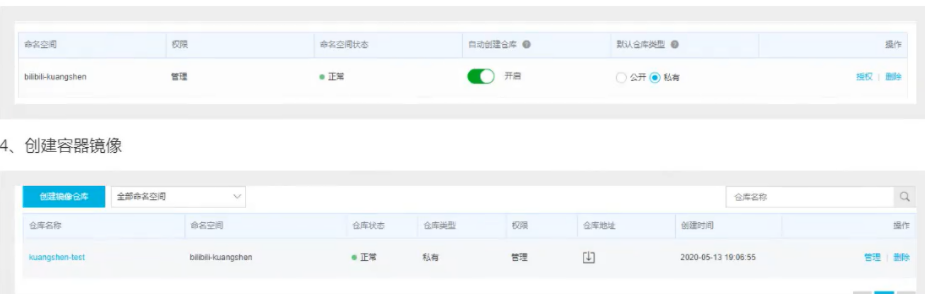 命名空间 权限 命名空间状态 自动创建仓库 默认仓库类型 操作
bilibili-kuangshen 管理 正常 开启 公开 私有 授权 删除
4、创建容器镜像
创建镜像仓库 全部命名空间 仓库名称
仓库名称 命名空间 仓库状态 仓库类型 权限 仓库地址 创建时间 操作
kuangshen-test bilibili-kuangshen 正常 私有 管理 2020-05-13 19:06:55 管理 删除